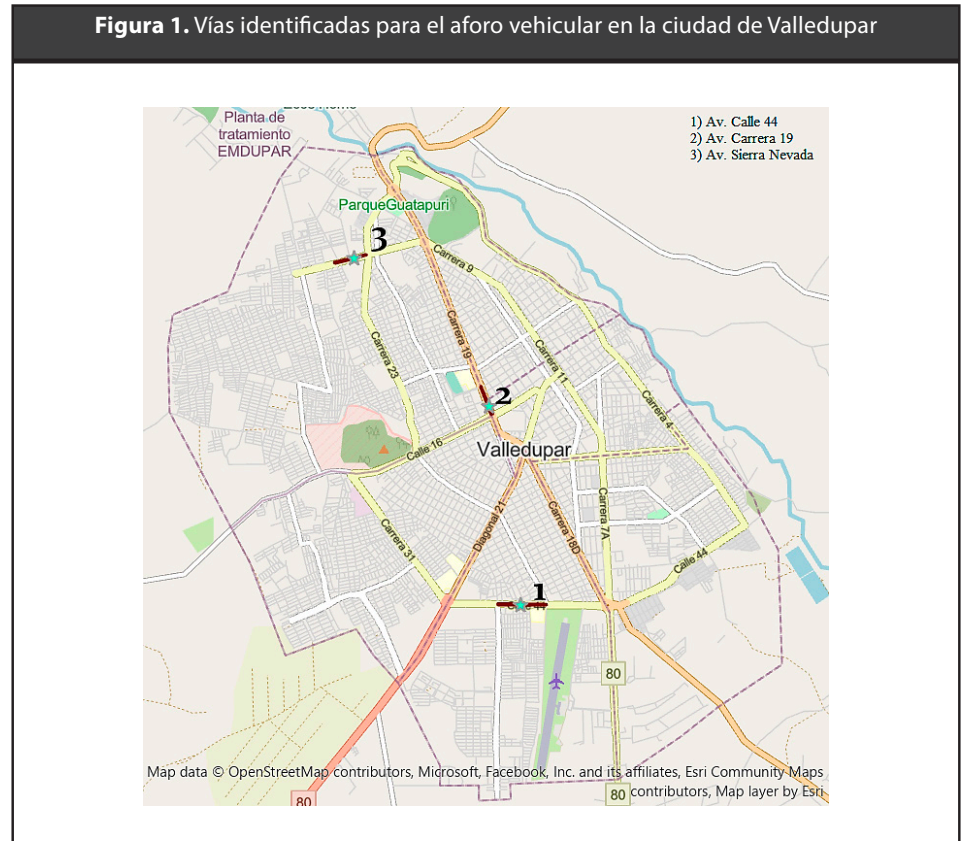 Figura 1. Vías identificadas para el aforo vehicular en la ciudad de Valledupar
Planta de
tratamiento
EMDUPAR
1) Av. Calle 44
2) Av. Carrera 19
3) Av. Sierra Nevada
ParqueGuatapuri
3
Carrera 9
Carrera 19
Carrera 23
Carrera 11
2
Carrera 4
Calle 16
Valledupar
Carrera 31
Diagonal 21
Carrera 18D
Carrera 7A
Calle 44
1
80
Map data © OpenStreetMap contributors, Microsoft, Facebook, Inc. and its affiliates, Esri Community Maps
80
80
contributors, Map layer by Esri